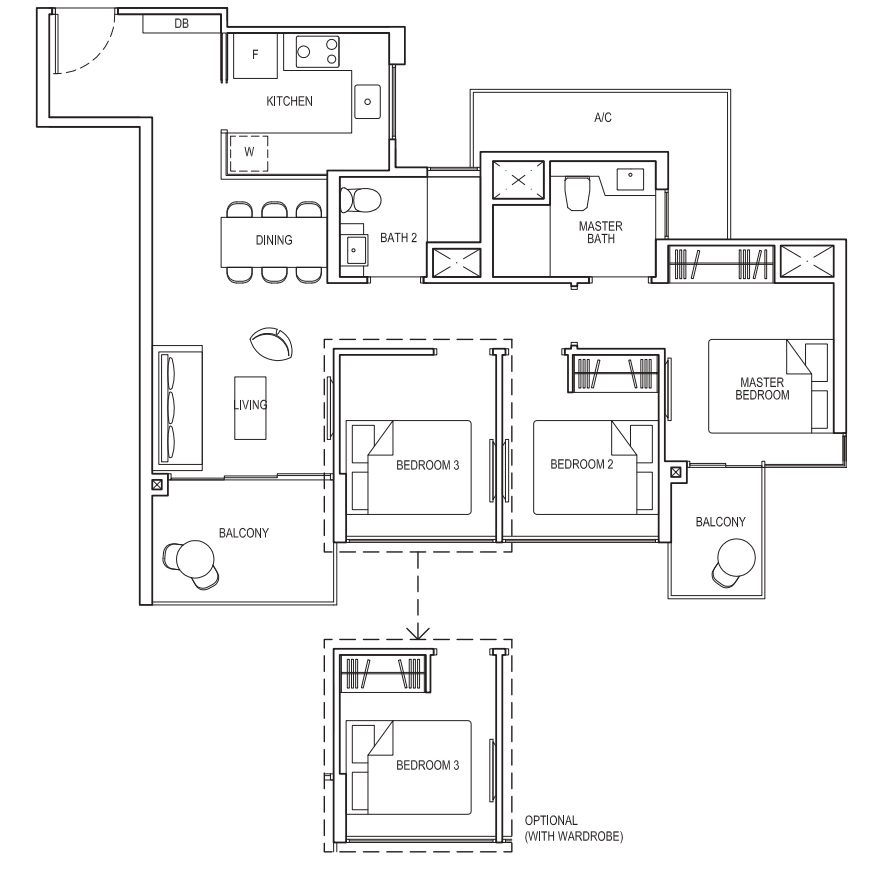 DB
F
KITCHEN
A/C
W
DINING
BATH 2
MASTER
BATH
MASTER
BEDROOM
LIVING
BEDROOM 3
BEDROOM 2
BALCONY
BALCONY
BEDROOM 3
OPTIONAL
(WITH WARDROBE)